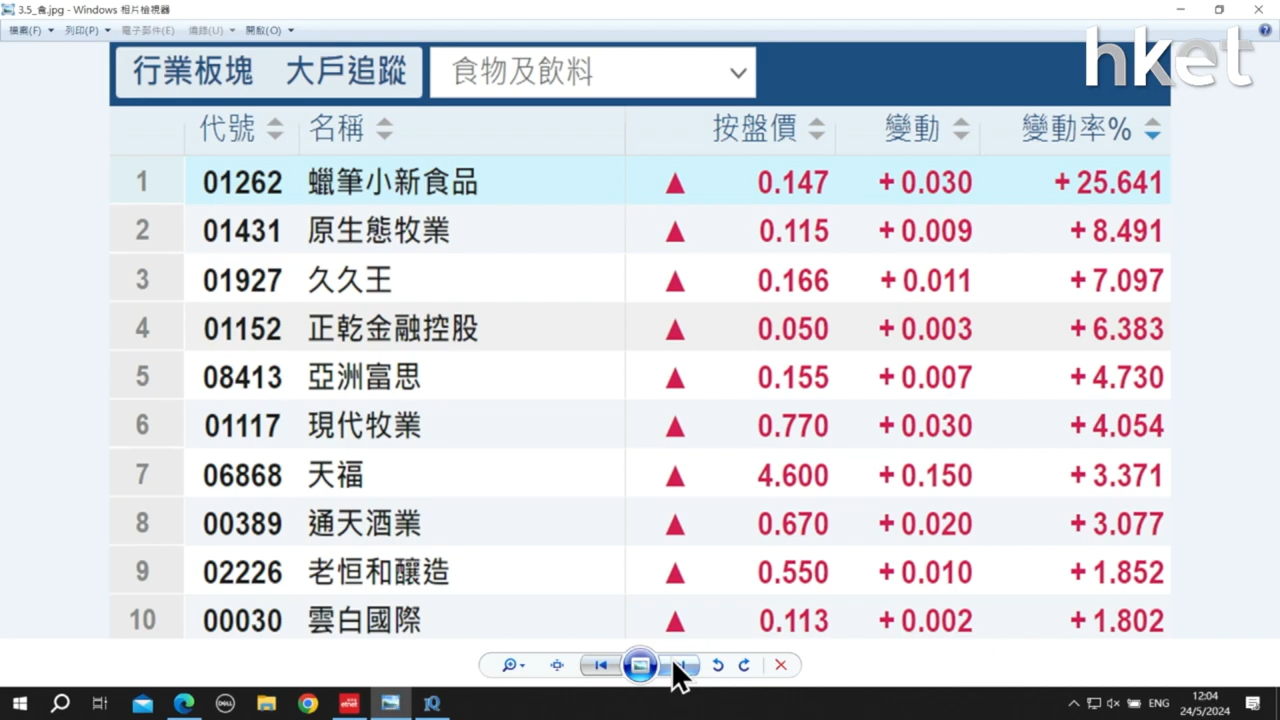 3.5_食.jpg - Windows 相片檢視器
檔案(F) 列印(P) 電子郵件(E) 燒錄(U) 開啟(O)
hket
行業板塊 大戶追蹤 食物及飲料
代號 名稱 按盤價 變動 變動率%
1 01262 蠟筆小新食品 ▲ 0.147 +0.030 +25.641
2 01431 原生態牧業 ▲ 0.115 +0.009 +8.491
3 01927 久久王 ▲ 0.166 +0.011 +7.097
4 01152 正乾金融控股 ▲ 0.050 +0.003 +6.383
5 08413 亞洲富思 ▲ 0.155 +0.007 +4.730
6 01117 現代牧業 ▲ 0.770 +0.030 +4.054
7 06868 天福 ▲ 4.600 +0.150 +3.371
8 00389 通天酒業 ▲ 0.670 +0.020 +3.077
9 02226 老恒和釀造 ▲ 0.550 +0.010 +1.852
10 00030 雲白國際 ▲ 0.113 +0.002 +1.802
DELL etnet IQ ENG 12:04
24/5/2024